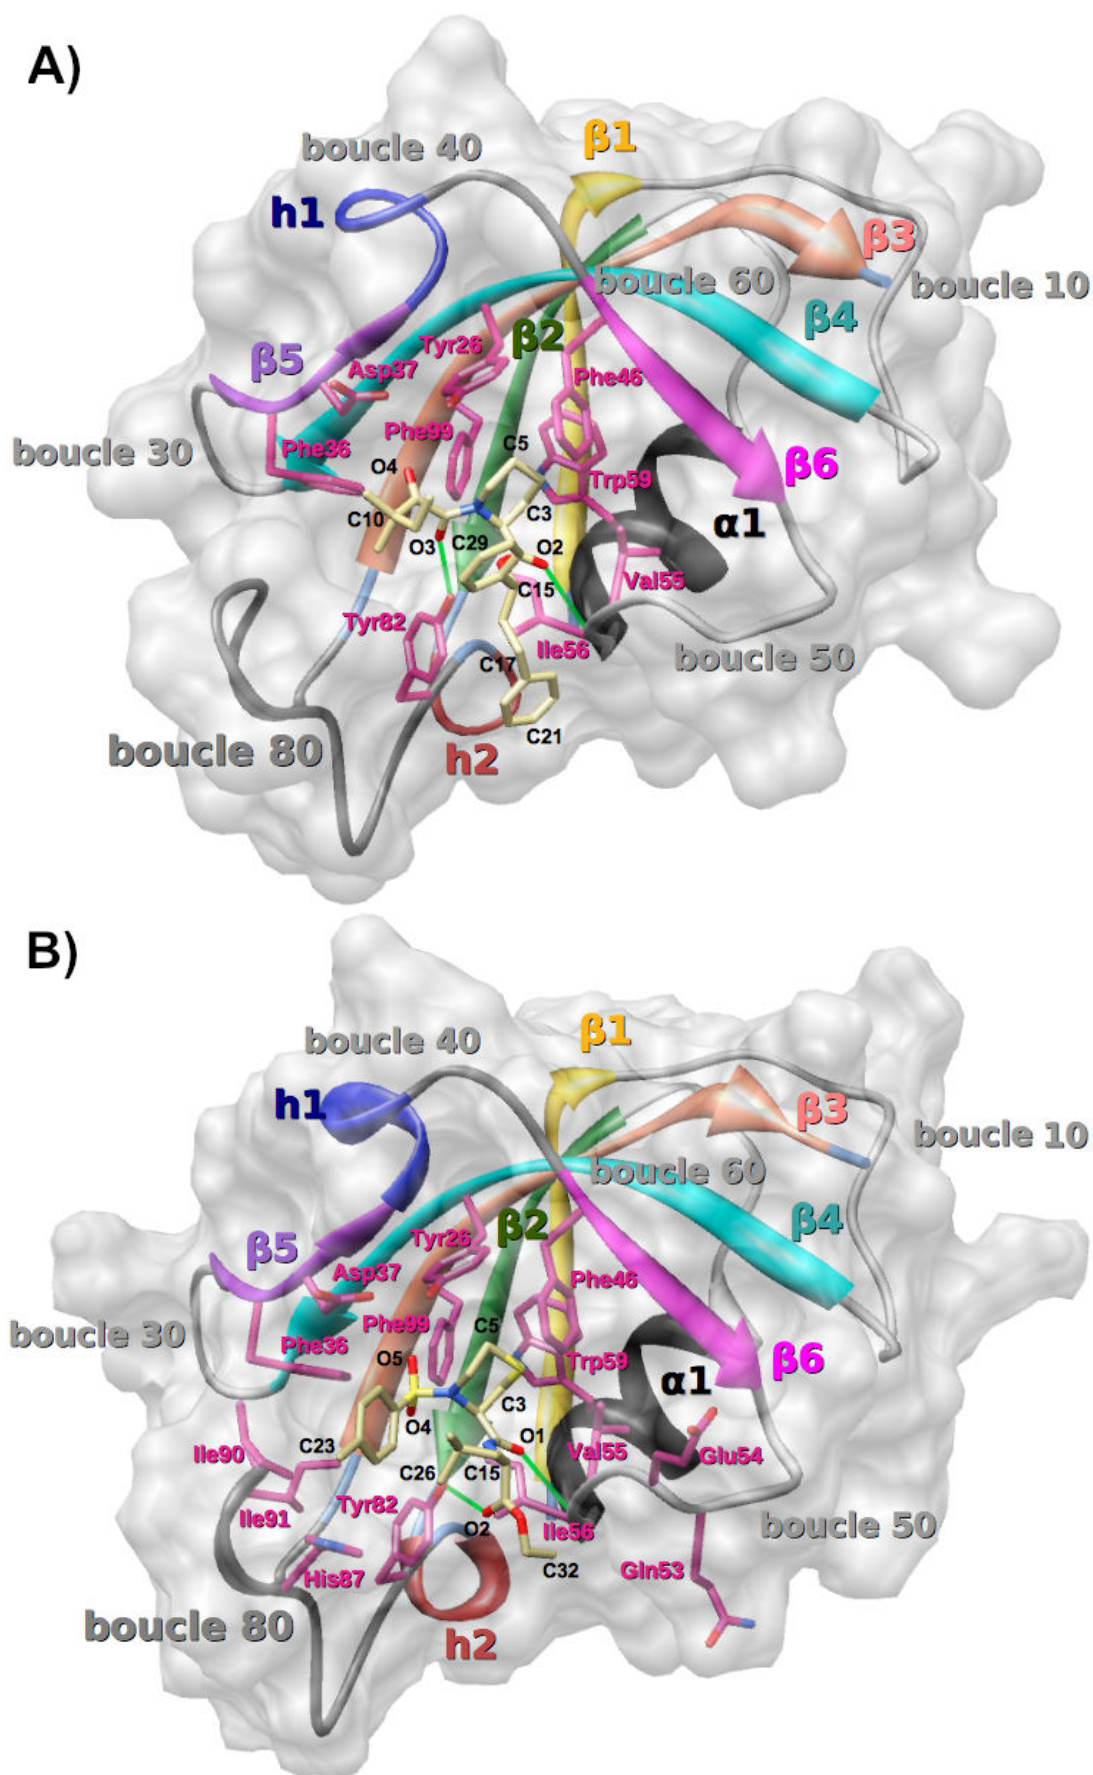 A)
β1
boucle 40
h1
β3
boucle 60
boucle 10
β4
β2
Tyr26
β5
Asp37
Phe46
Phe99
C5
boucle 30
Phe36
O4
β6
Trp59
C10
C3
α1
O3
C29
O2
Val55
C15
Tyr82
Ile56
C17
boucle 50
C21
boucle 80
h2
B)
β1
boucle 40
h1
β3
boucle 10
boucle 60
β4
β2
Tyr26
β5
Asp37
Phe46
Phe99
C5
boucle 30
Phe36
O5
Trp59
β6
α1
C3
O4
O1
C23
Val55
Glu54
Ile90
C26
C15
Tyr82
Ile91
O2
Ile56
boucle 50
C32
Gln53
His87
boucle 80
h2